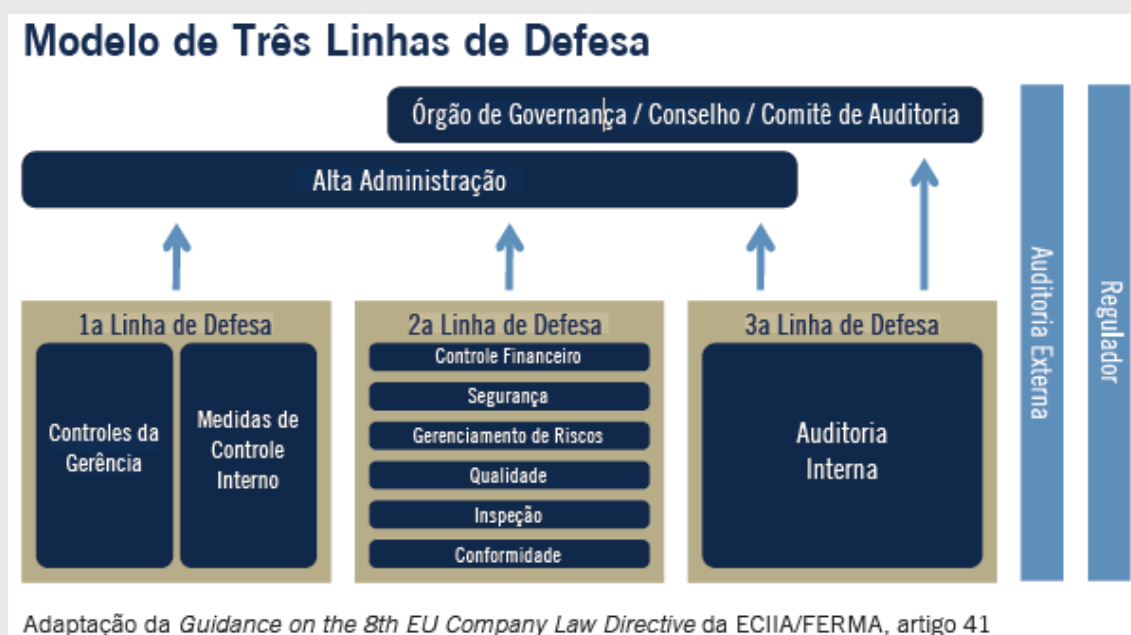 Modelo de Três Linhas de Defesa
Órgão de Governança / Conselho / Comitê de Auditoria
Alta Administração
1a Linha de Defesa
Controles da
Gerência
Medidas de
Controle
Interno
2a Linha de Defesa
Controle Financeiro
Segurança
Gerenciamento de Riscos
Qualidade
Inspeção
Conformidade
3a Linha de Defesa
Auditoria
Interna
Auditoria Externa
Regulador
Adaptação da Guidance on the 8th EU Company Law Directive da ECIIA/FERMA, artigo 41